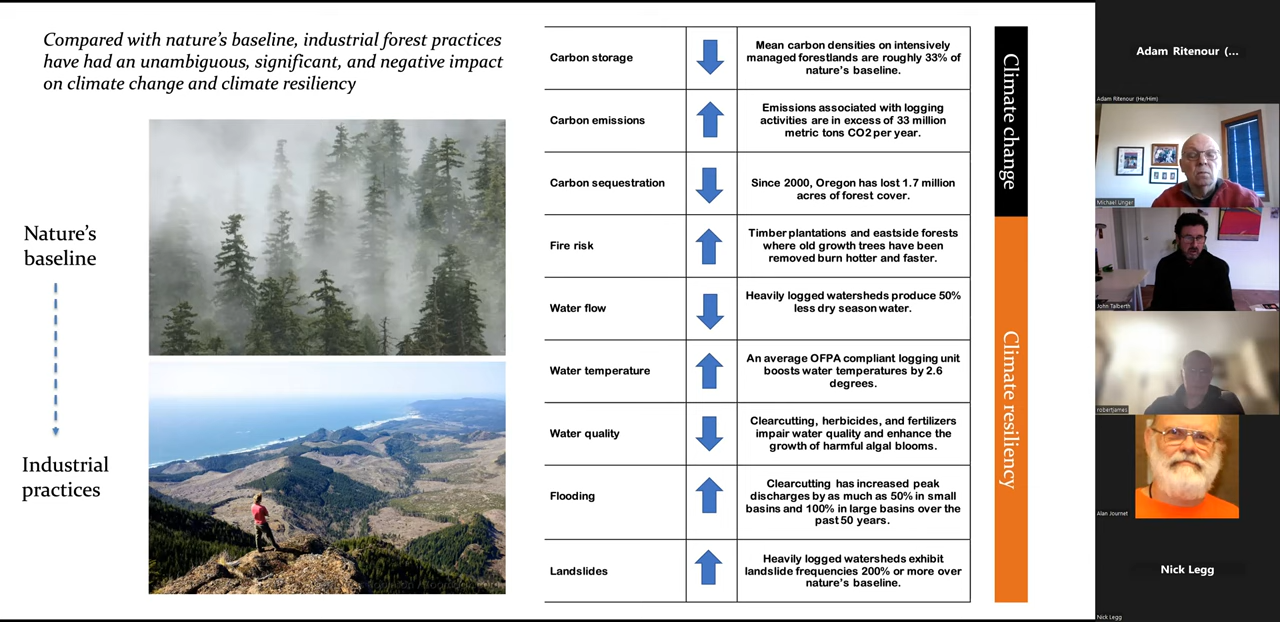 Compared with nature's baseline, industrial forest practices
have had an unambiguous, significant, and negative impact
on climate change and climate resiliency
Nature's
baseline
Industrial
practices
Carbon storage
Mean carbon densities on intensively
managed forestlands are roughly 33% of
nature's baseline.
Carbon emissions
Emissions associated with logging
activities are in excess of 33 million
metric tons CO2 per year.
Carbon sequestration
Since 2000, Oregon has lost 1.7 million
acres of forest cover.
Fire risk
Timber plantations and eastside forests
where old growth trees have been
removed burn hotter and faster.
Water flow
Heavily logged watersheds produce 50%
less dry season water.
Water temperature
An average OFPA compliant logging unit
boosts water temperatures by 2.6
degrees.
Water quality
Clearcutting, herbicides, and fertilizers
impair water quality and enhance the
growth of harmful algal blooms.
Flooding
Clearcutting has increased peak
discharges by as much as 50% in small
basins and 100% in large basins over the
past 50 years.
Landslides
Heavily logged watersheds exhibit
landslide frequencies 200% or more over
nature's baseline.
Climate change
Climate resiliency
Adam Ritenour (...
Adam Ritenour (He/Him)
Michael Unger
John Talberth
robertjames
Alan Journet
Nick Legg
Nick Legg